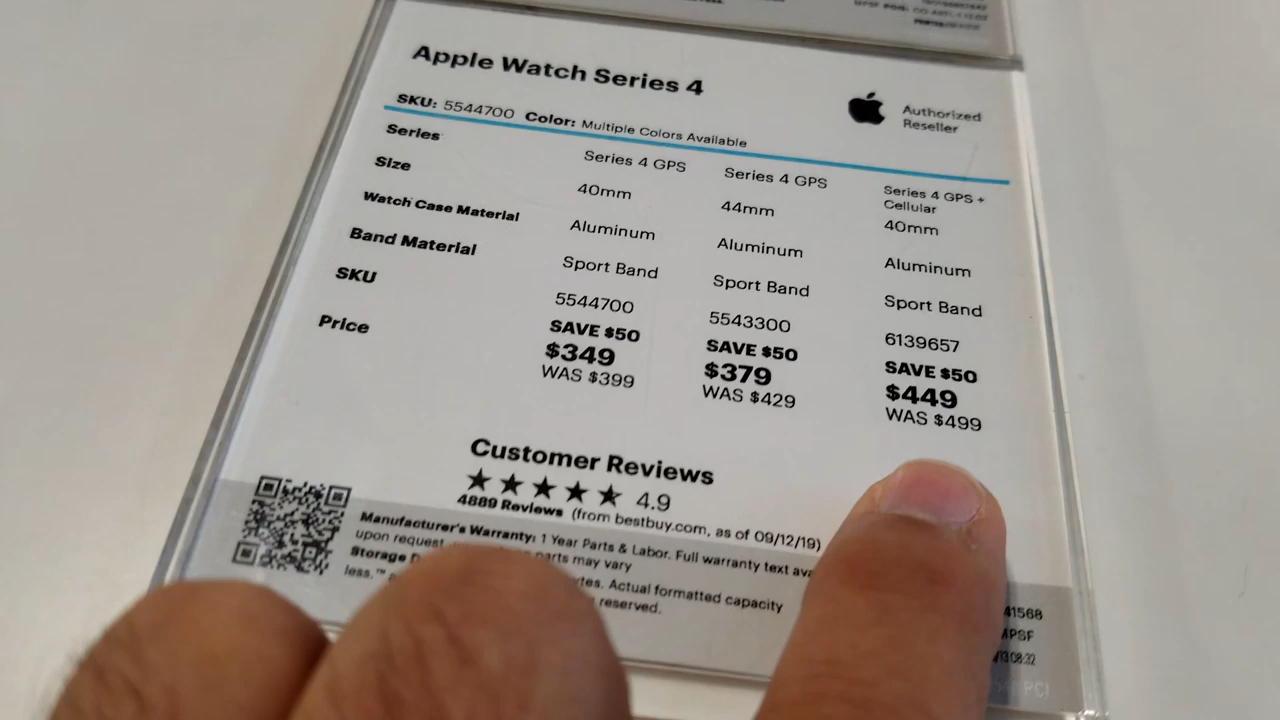 Apple Watch Series 4
Authorized
Reseller
SKU: 5544700 Color: Multiple Colors Available
Series Series 4 GPS Series 4 GPS Series 4 GPS +
Cellular
Size 40mm 44mm 40mm
Watch Case Material Aluminum Aluminum Aluminum
Band Material Sport Band Sport Band Sport Band
SKU 5544700 5543300 6139657
Price SAVE $50 SAVE $50 SAVE $50
$349 $379 $449
WAS $399 WAS $429 WAS $499
Customer Reviews
★★★★★ 4.9
4889 Reviews (from bestbuy.com, as of 09/12/19)
Manufacturer's Warranty: 1 Year Parts & Labor. Full warranty text
upon request parts may vary
Storage Actual formatted capacity
less.™ reserved.
41568